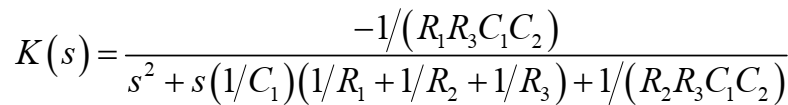 K(s) = −1/(R₁R₃C₁C₂) / s² + s(1/C₁)(1/R₁ + 1/R₂ + 1/R₃) + 1/(R₂R₃C₁C₂)